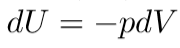 dU = −pdV